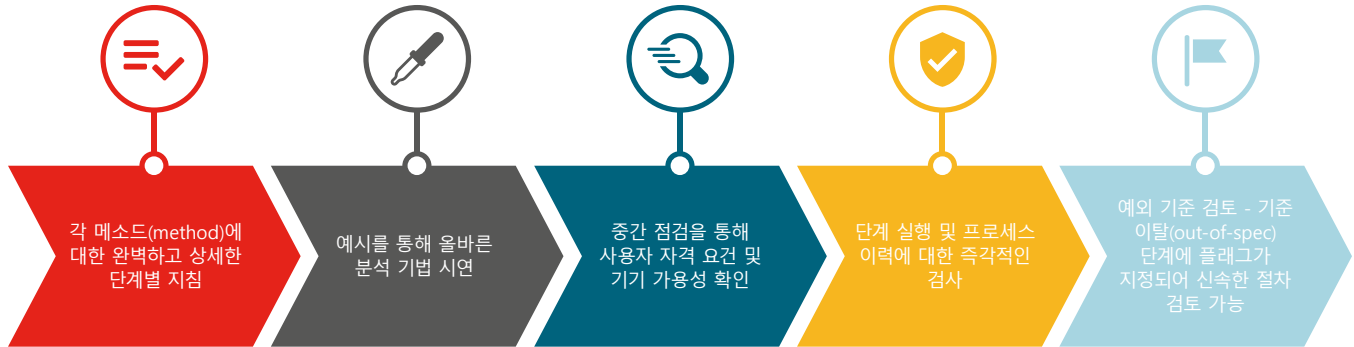 각 메소드(method)에
대한 완벽하고 상세한
단계별 지침
예시를 통해 올바른
분석 기법 시연
중간 점검을 통해
사용자 자격 요건 및
기기 가용성 확인
단계 실행 및 프로세스
이력에 대한 즉각적인
검사
예외 기준 검토 - 기준
이탈(out-of-spec)
단계에 플래그가
지정되어 신속한 절차
검토 가능